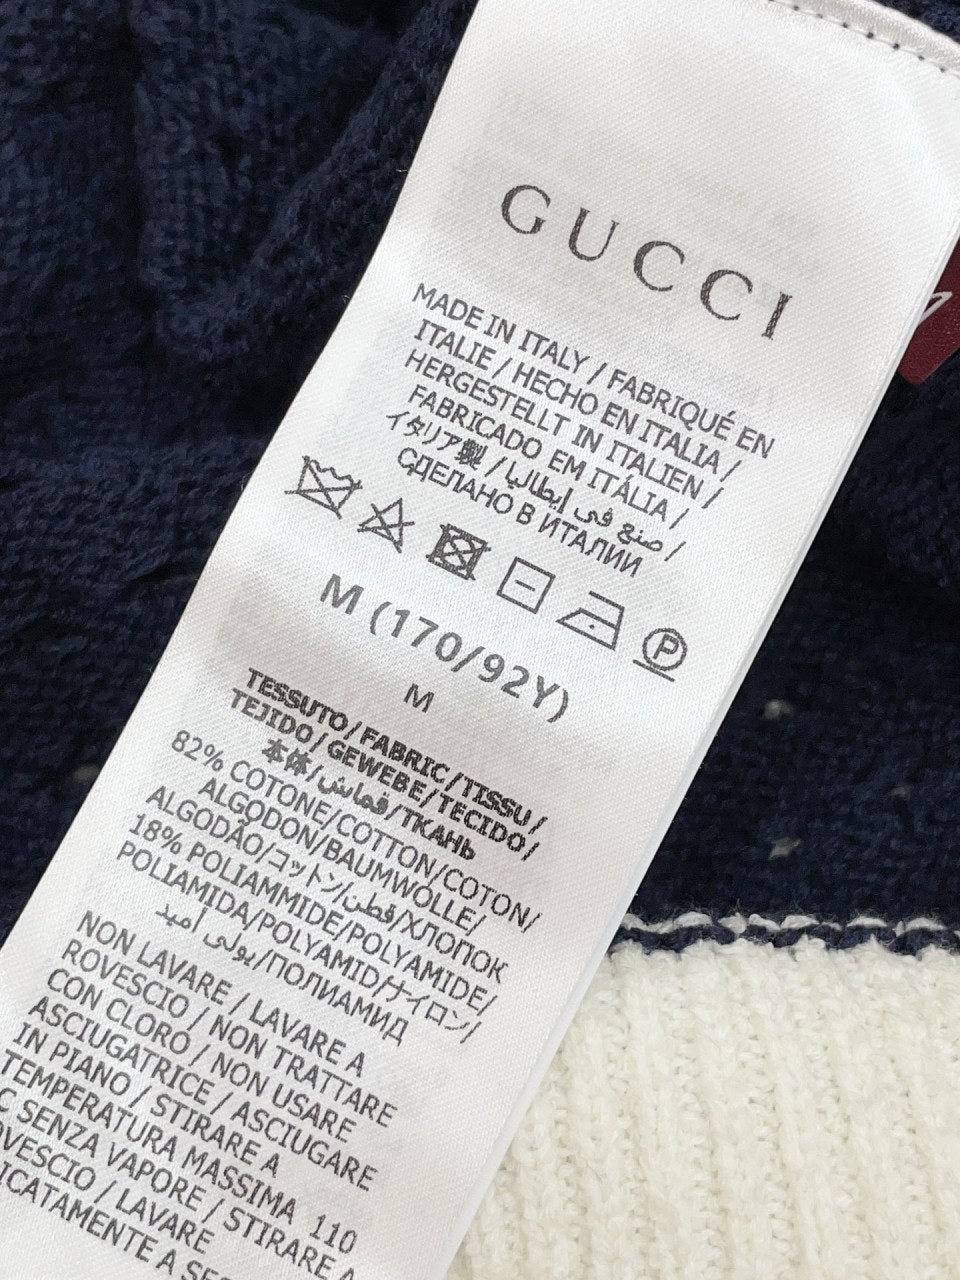 GUCCI
MADE IN ITALY / FABRIQUÉ EN
ITALIE / HECHO EN ITALIA /
HERGESTELLT IN ITALIEN /
FABRICADO EM ITÁLIA /
イタリア製 / صنع في إيطاليا /
СДЕЛАНО В ИТАЛИИ
P
M (170/92Y)
M
TESSUTO/FABRIC/TISSU/
TEJIDO/GEWEBE/TECIDO/
本体/قماش/ТКАНЬ
82% COTONE/COTTON/COTON/
ALGODON/BAUMWOLLE/
ALGODÃO/コットン/قطن/ХЛОПОК
18% POLIAMMIDE/POLYAMIDE/
POLIAMIDA/POLYAMID/ナイロン/
بولي أميد/ПОЛИАМИД
NON LAVARE / LAVARE A
ROVESCIO / NON TRATTARE
CON CLORO / NON USARE
ASCIUGATRICE / ASCIUGARE
IN PIANO / STIRARE A
TEMPERATURA MASSIMA 110
C SENZA VAPORE / STIRARE A
OVESCIO / LAVARE
ICATAMENTE A